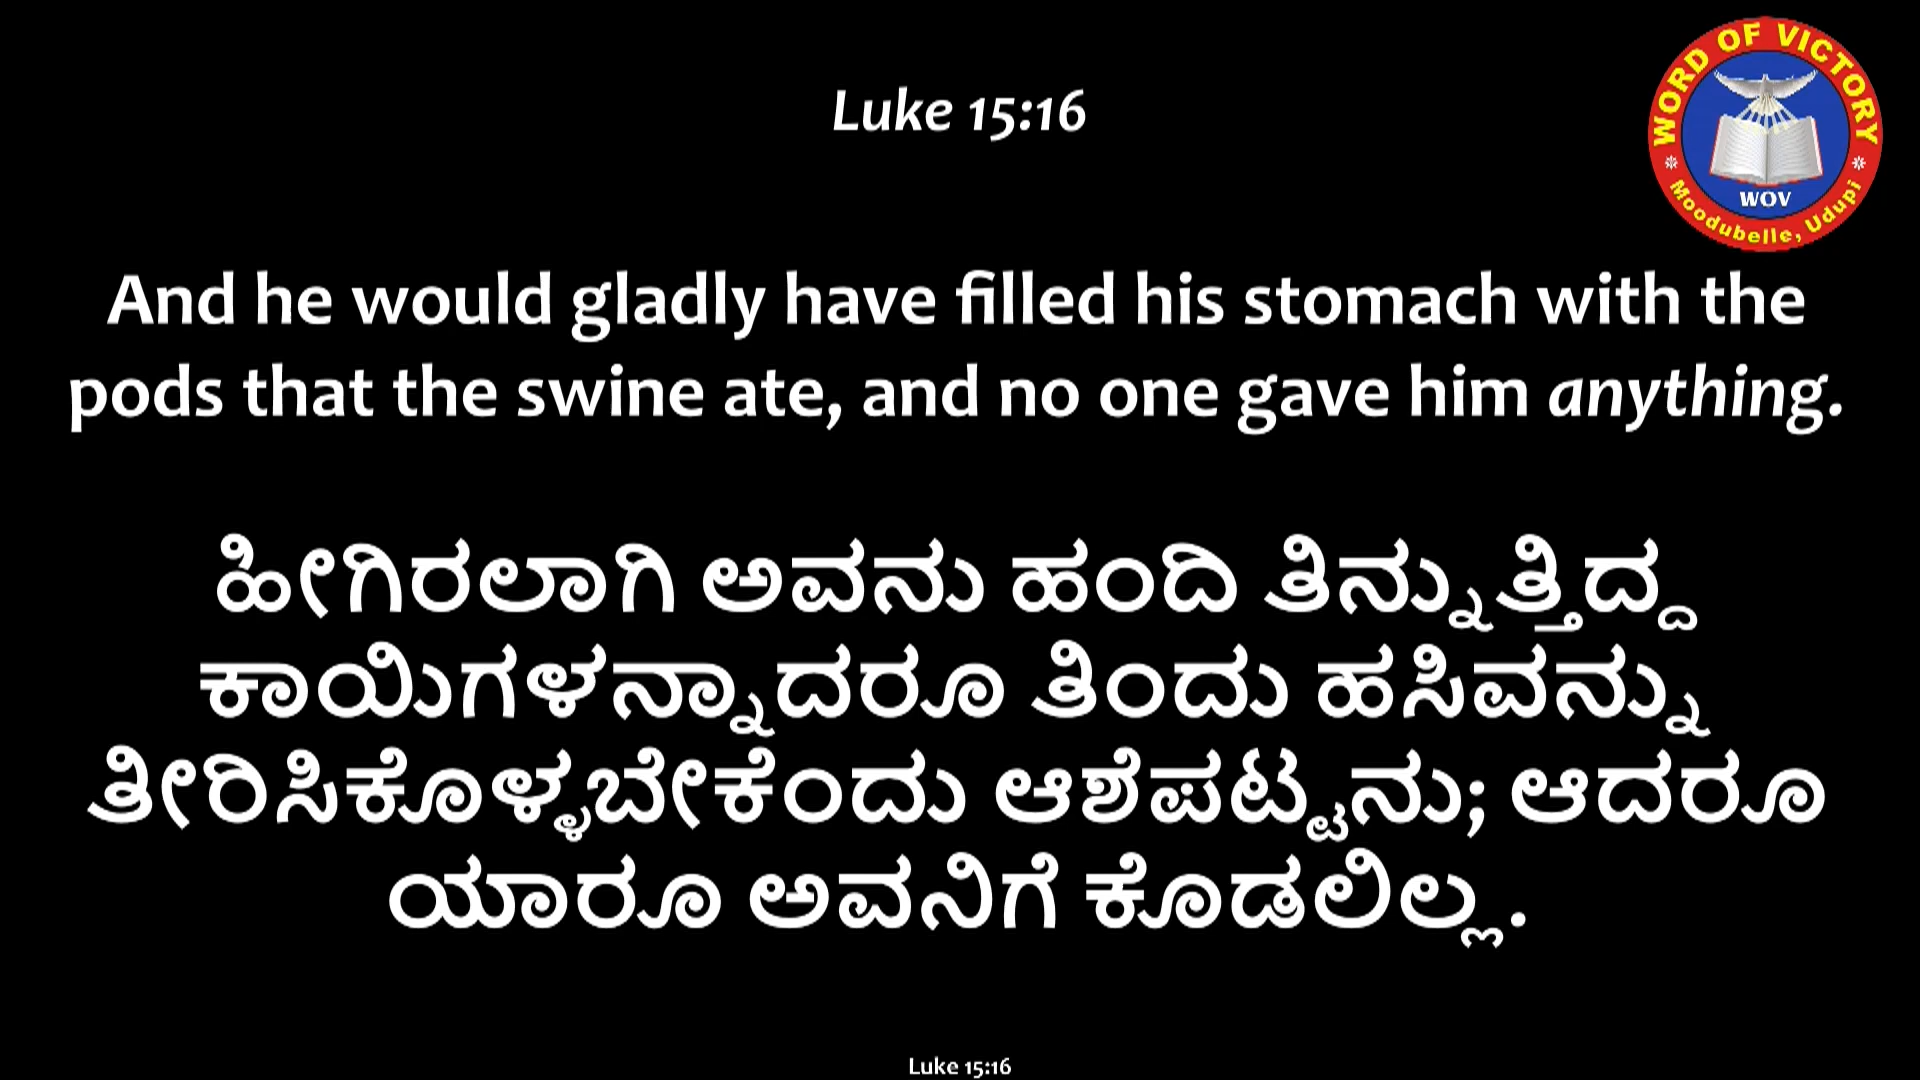 Luke 15:16
WORD OF VICTORY
WOV
Moodubelle, Udupi
And he would gladly have filled his stomach with the
pods that the swine ate, and no one gave him anything.
ಹೀಗಿರಲಾಗಿ ಅವನು ಹಂದಿ ತಿನ್ನುತ್ತಿದ್ದ
ಕಾಯಿಗಳನ್ನಾದರೂ ತಿಂದು ಹಸಿವನ್ನು
ತೀರಿಸಿಕೊಳ್ಳಬೇಕೆಂದು ಆಶೆಪಟ್ಟನು; ಆದರೂ
ಯಾರೂ ಅವನಿಗೆ ಕೊಡಲಿಲ್ಲ.
Luke 15:16